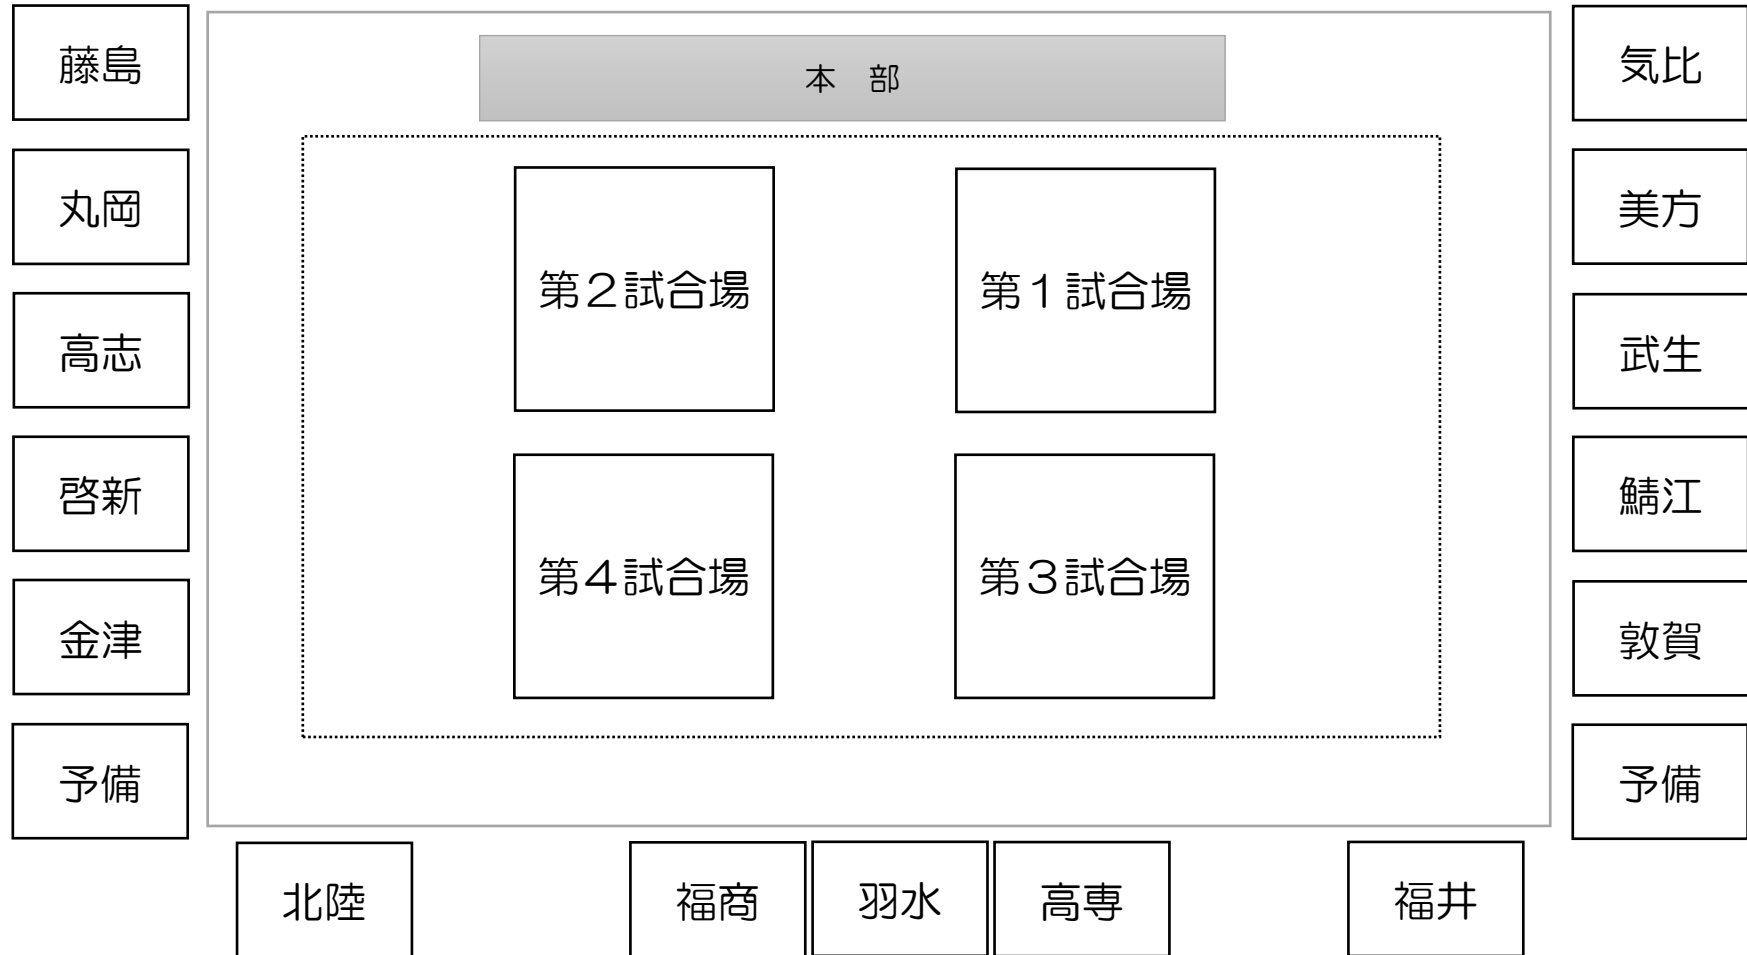 藤島
丸岡
高志
啓新
金津
予備
本　部
第２試合場
第１試合場
第４試合場
第３試合場
気比
美方
武生
鯖江
敦賀
予備
北陸
福商
羽水
高専
福井